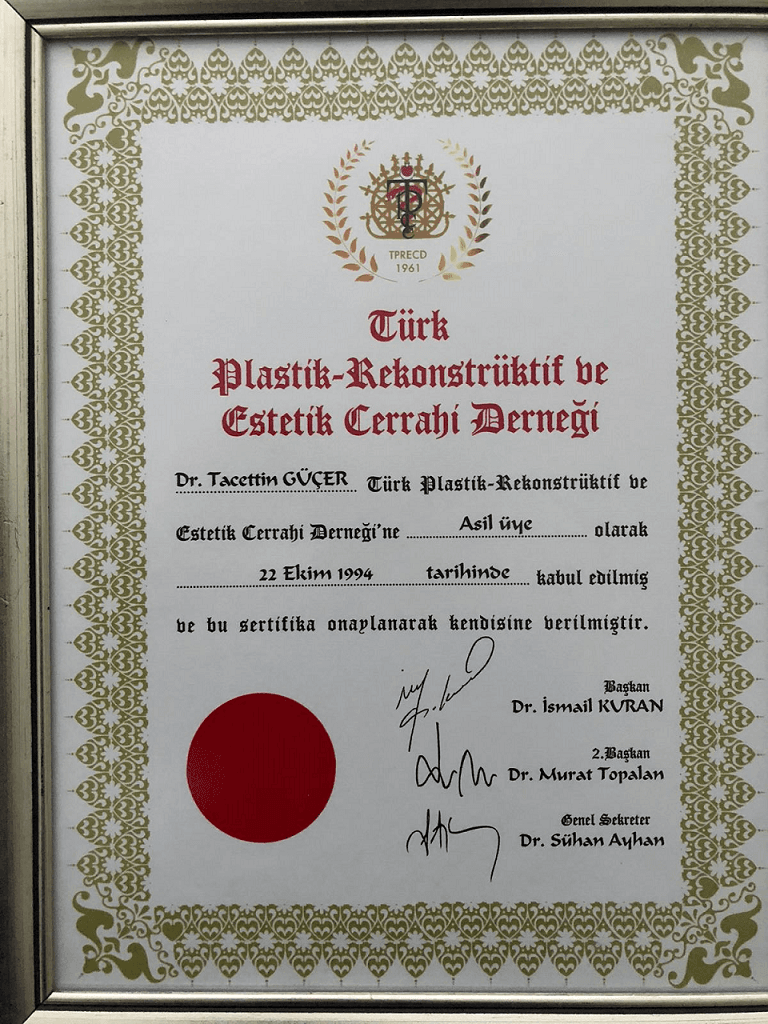 TPRECD
1961
Türk
Plastik-Rekonstrüktif ve
Estetik Cerrahi Derneği
Dr. Tacettin GÜÇER Türk Plastik-Rekonstrüktif ve
Estetik Cerrahi Derneği'ne Asil üye olarak
22 Ekim 1994 tarihinde kabul edilmiş
ve bu sertifika onaylanarak kendisine verilmiştir.
Başkan
Dr. İsmail KURAN
2.Başkan
Dr. Murat Topalan
Genel Sekreter
Dr. Sühan Ayhan